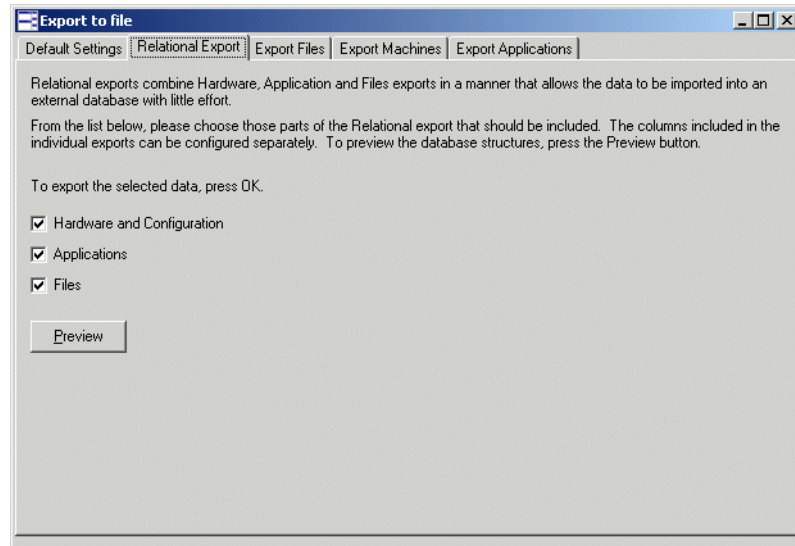 Export to file
Default Settings Relational Export Export Files Export Machines Export Applications
Relational exports combine Hardware, Application and Files exports in a manner that allows the data to be imported into an
external database with little effort.
From the list below, please choose those parts of the Relational export that should be included.  The columns included in the
individual exports can be configured separately.  To preview the database structures, press the Preview button.
To export the selected data, press OK.
Hardware and Configuration
Applications
Files
Preview